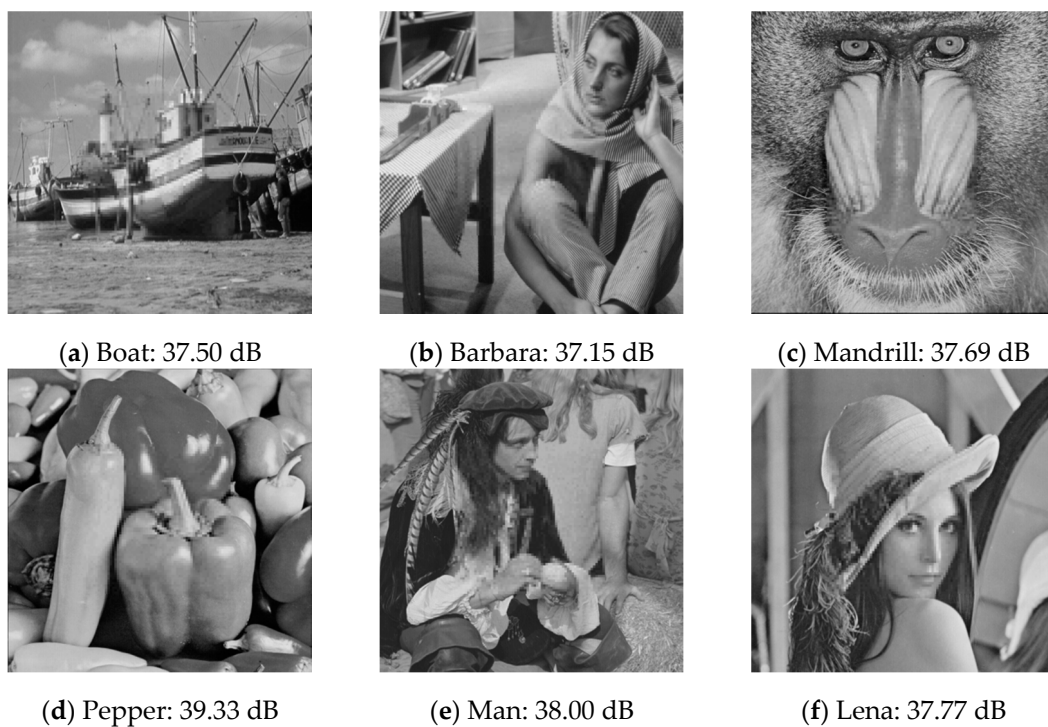 (a) Boat: 37.50 dB
(b) Barbara: 37.15 dB
(c) Mandrill: 37.69 dB
(d) Pepper: 39.33 dB
(e) Man: 38.00 dB
(f) Lena: 37.77 dB